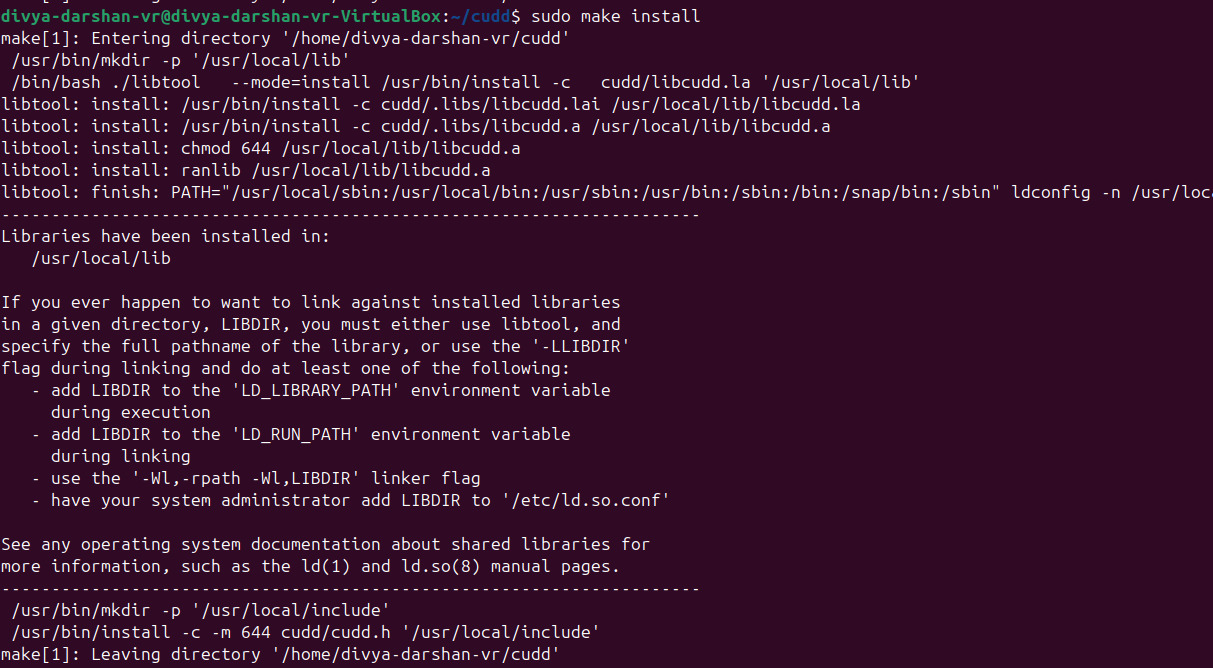 divya-darshan-vr@divya-darshan-vr-VirtualBox:~/cudd$ sudo make install
make[1]: Entering directory '/home/divya-darshan-vr/cudd'
 /usr/bin/mkdir -p '/usr/local/lib'
 /bin/bash ./libtool   --mode=install /usr/bin/install -c   cudd/libcudd.la '/usr/local/lib'
libtool: install: /usr/bin/install -c cudd/.libs/libcudd.lai /usr/local/lib/libcudd.la
libtool: install: /usr/bin/install -c cudd/.libs/libcudd.a /usr/local/lib/libcudd.a
libtool: install: chmod 644 /usr/local/lib/libcudd.a
libtool: install: ranlib /usr/local/lib/libcudd.a
libtool: finish: PATH="/usr/local/sbin:/usr/local/bin:/usr/sbin:/usr/bin:/sbin:/bin:/snap/bin:/sbin" ldconfig -n /usr/loc
----------------------------------------------------------------------
Libraries have been installed in:
   /usr/local/lib

If you ever happen to want to link against installed libraries
in a given directory, LIBDIR, you must either use libtool, and
specify the full pathname of the library, or use the '-LLIBDIR'
flag during linking and do at least one of the following:
   - add LIBDIR to the 'LD_LIBRARY_PATH' environment variable
     during execution
   - add LIBDIR to the 'LD_RUN_PATH' environment variable
     during linking
   - use the '-Wl,-rpath -Wl,LIBDIR' linker flag
   - have your system administrator add LIBDIR to '/etc/ld.so.conf'

See any operating system documentation about shared libraries for
more information, such as the ld(1) and ld.so(8) manual pages.
----------------------------------------------------------------------
 /usr/bin/mkdir -p '/usr/local/include'
 /usr/bin/install -c -m 644 cudd/cudd.h '/usr/local/include'
make[1]: Leaving directory '/home/divya-darshan-vr/cudd'